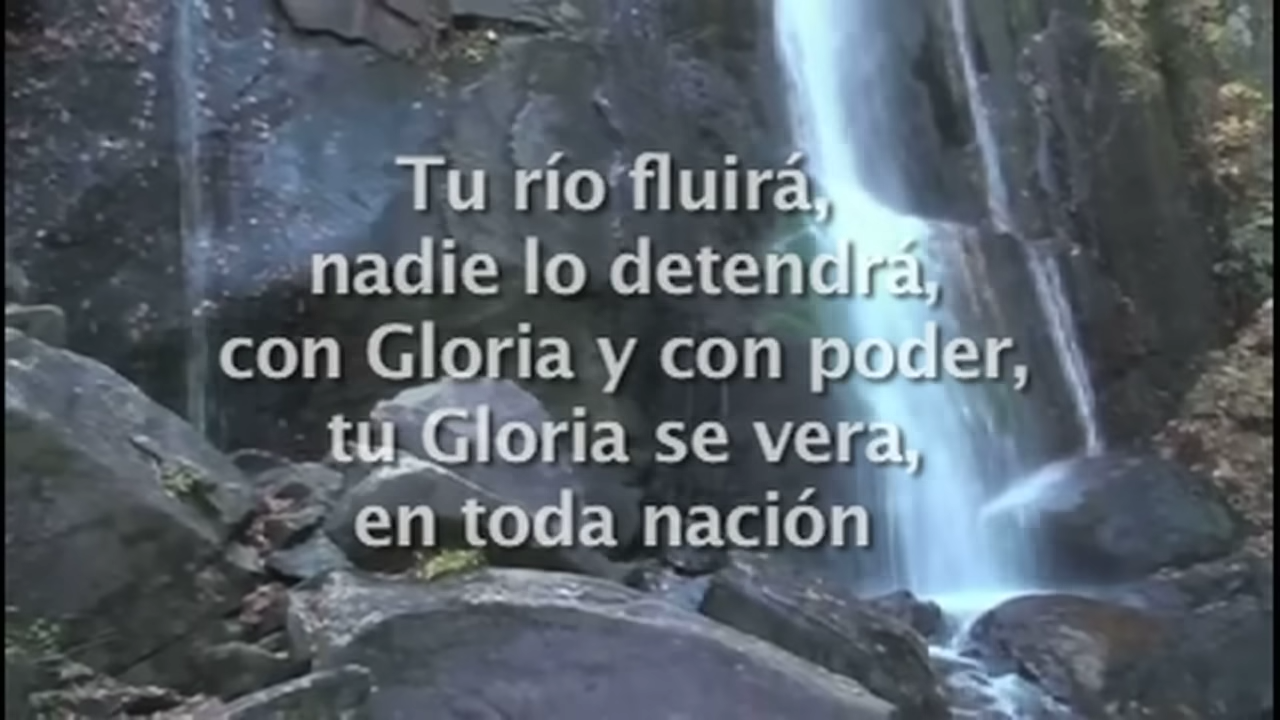 Tu río fluirá,
nadie lo detendrá,
con Gloria y con poder,
tu Gloria se vera,
en toda nación